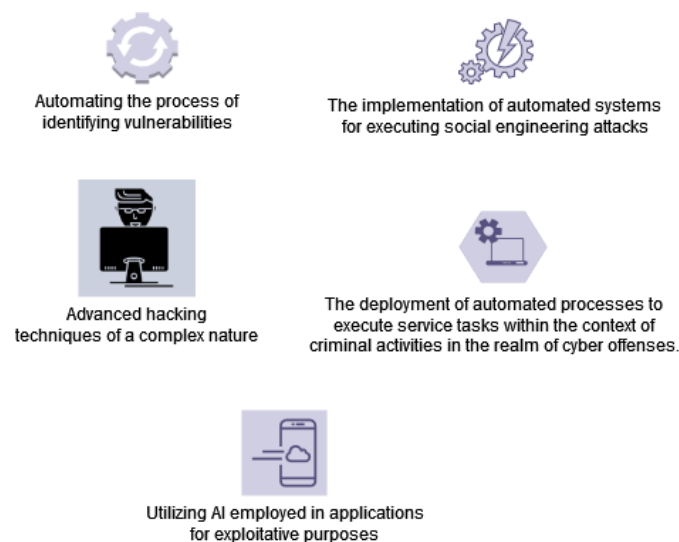 Automating the process of
identifying vulnerabilities
The implementation of automated systems
for executing social engineering attacks
Advanced hacking
techniques of a complex nature
The deployment of automated processes to
execute service tasks within the context of
criminal activities in the realm of cyber offenses.
Utilizing AI employed in applications
for exploitative purposes